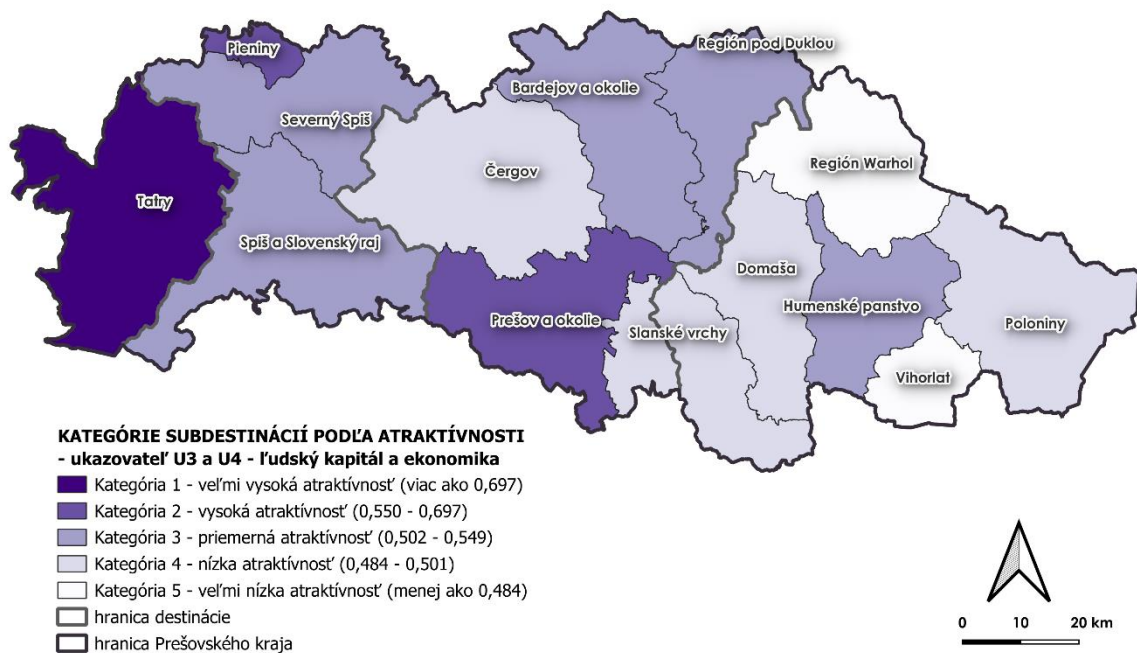 Pieniny
Región pod Duklou
Bardejov a okolie
Severný Spiš
Región Warhol
Čergov
Tatry
Spiš a Slovenský raj
Domaša
Humenské panstvo
Prešov a okolie
Slanské vrchy
Poloniny
Vihorlat
KATEGÓRIE SUBDESTINÁCIÍ PODĽA ATRAKTÍVNOSTI
- ukazovateľ U3 a U4 - ľudský kapitál a ekonomika
Kategória 1 - veľmi vysoká atraktívnosť (viac ako 0,697)
Kategória 2 - vysoká atraktívnosť (0,550 - 0,697)
Kategória 3 - priemerná atraktívnosť (0,502 - 0,549)
Kategória 4 - nízka atraktívnosť (0,484 - 0,501)
Kategória 5 - veľmi nízka atraktívnosť (menej ako 0,484)
hranica destinácie
hranica Prešovského kraja
0 10 20 km